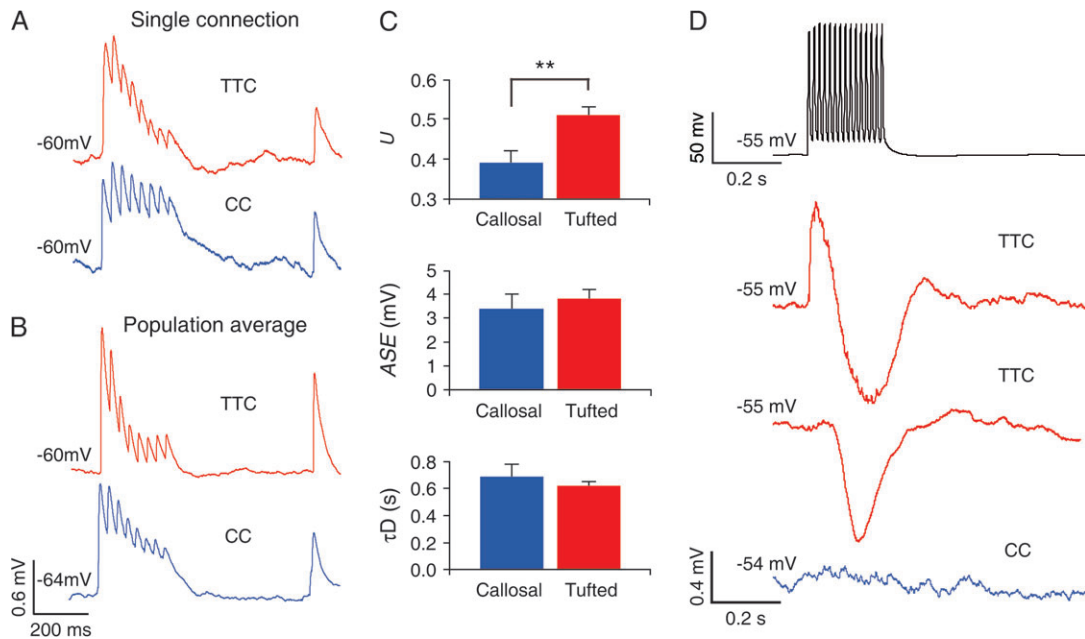 A
Single connection
TTC
-60mV
CC
-60mV
B
Population average
TTC
-60mV
CC
-64mV
0.6 mV
200 ms
C
**
U
0.6
0.5
0.4
0.3
Callosal Tufted
ASE (mV)
5
4
3
2
1
0
Callosal Tufted
τD (s)
0.8
0.6
0.4
0.2
0.0
Callosal Tufted
D
50 mv
-55 mV
0.2 s
TTC
-55 mV
TTC
-55 mV
CC
-54 mV
0.4 mV
0.2 s